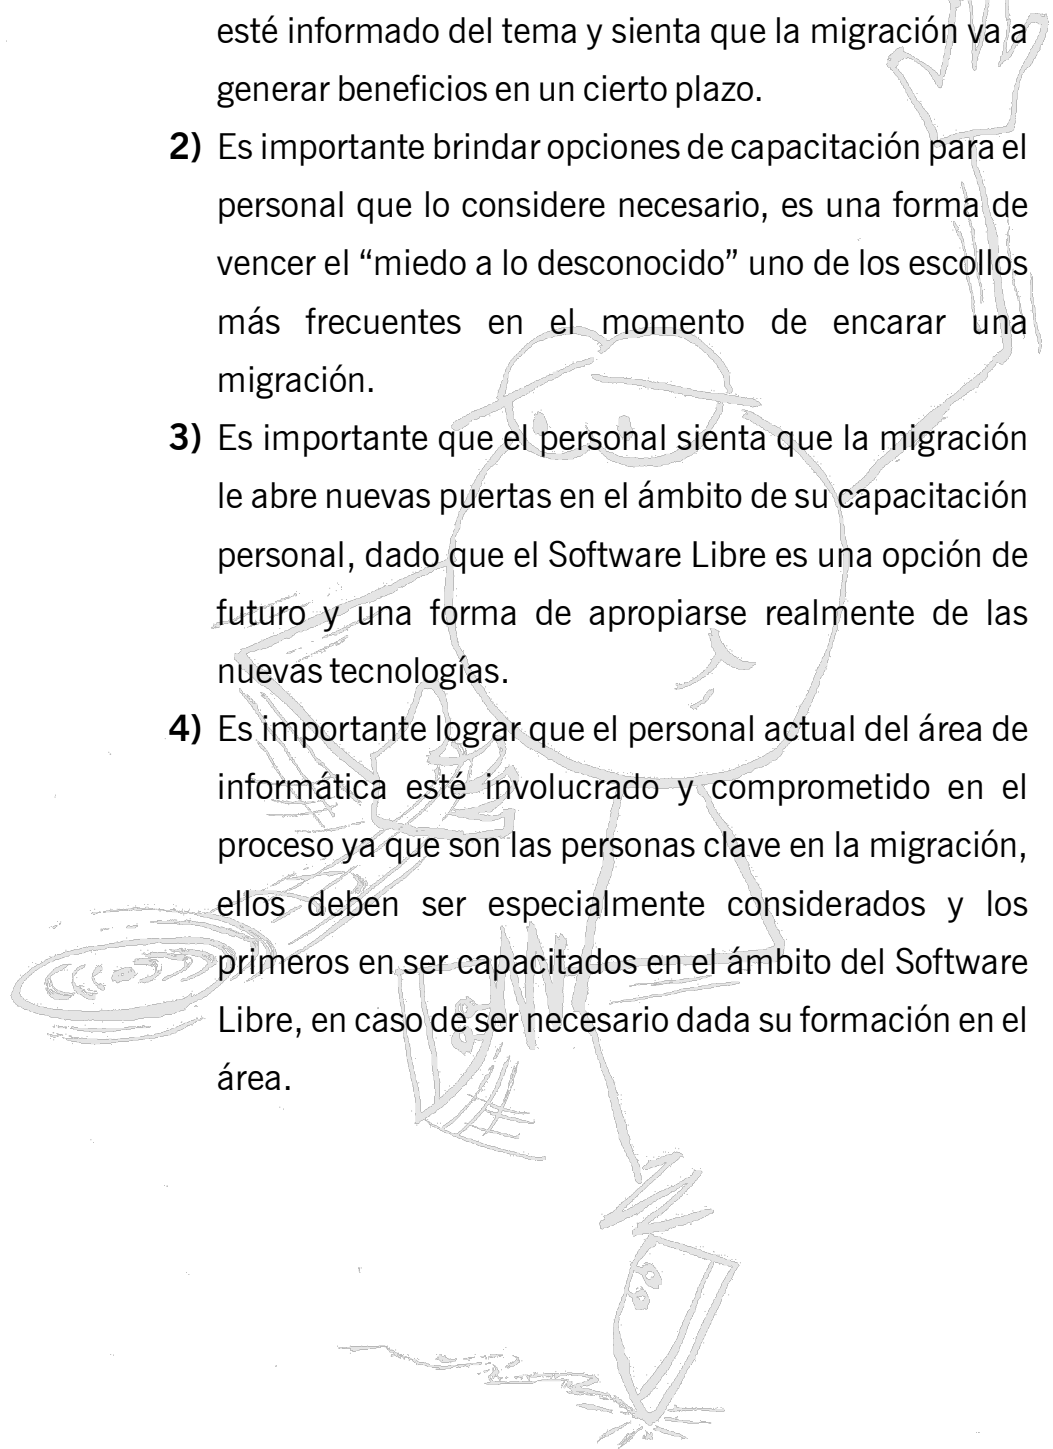 esté informado del tema y sienta que la migración va a
generar beneficios en un cierto plazo.
2) Es importante brindar opciones de capacitación para el
personal que lo considere necesario, es una forma de
vencer el “miedo a lo desconocido” uno de los escollos
más frecuentes en el momento de encarar una
migración.
3) Es importante que el personal sienta que la migración
le abre nuevas puertas en el ámbito de su capacitación
personal, dado que el Software Libre es una opción de
futuro y una forma de apropiarse realmente de las
nuevas tecnologías.
4) Es importante lograr que el personal actual del área de
informática esté involucrado y comprometido en el
proceso ya que son las personas clave en la migración,
ellos deben ser especialmente considerados y los
primeros en ser capacitados en el ámbito del Software
Libre, en caso de ser necesario dada su formación en el
área.